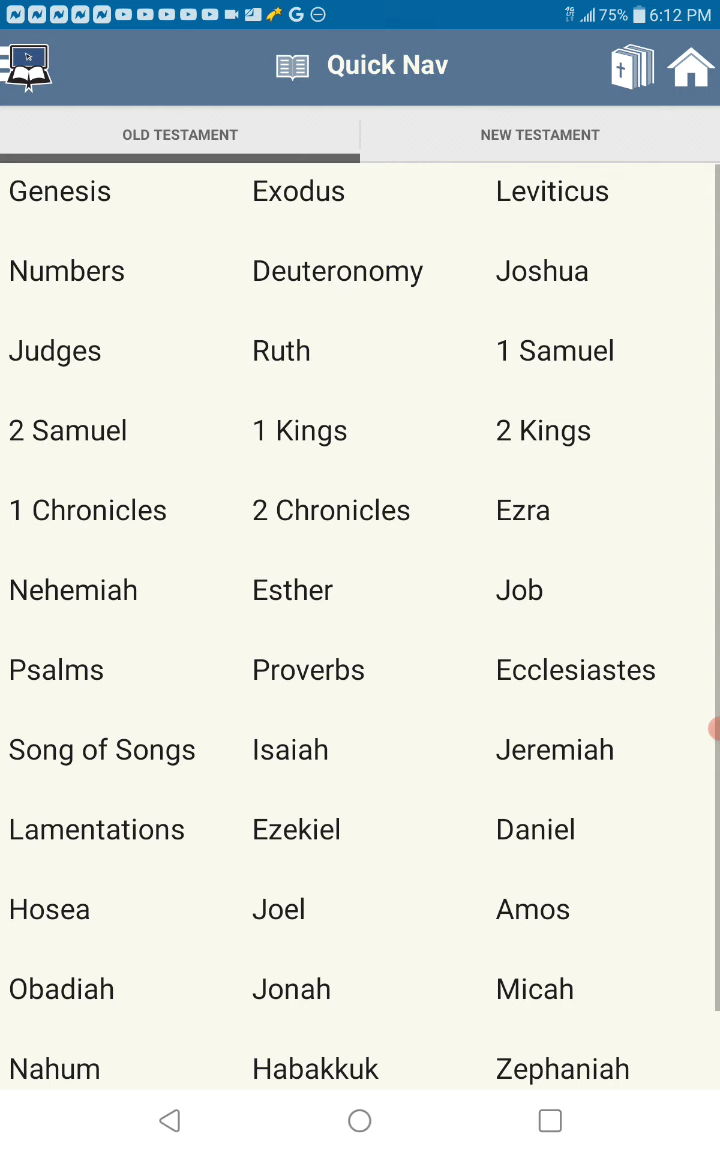 75% 6:12 PM
Quick Nav
OLD TESTAMENT NEW TESTAMENT
Genesis Exodus Leviticus
Numbers Deuteronomy Joshua
Judges Ruth 1 Samuel
2 Samuel 1 Kings 2 Kings
1 Chronicles 2 Chronicles Ezra
Nehemiah Esther Job
Psalms Proverbs Ecclesiastes
Song of Songs Isaiah Jeremiah
Lamentations Ezekiel Daniel
Hosea Joel Amos
Obadiah Jonah Micah
Nahum Habakkuk Zephaniah